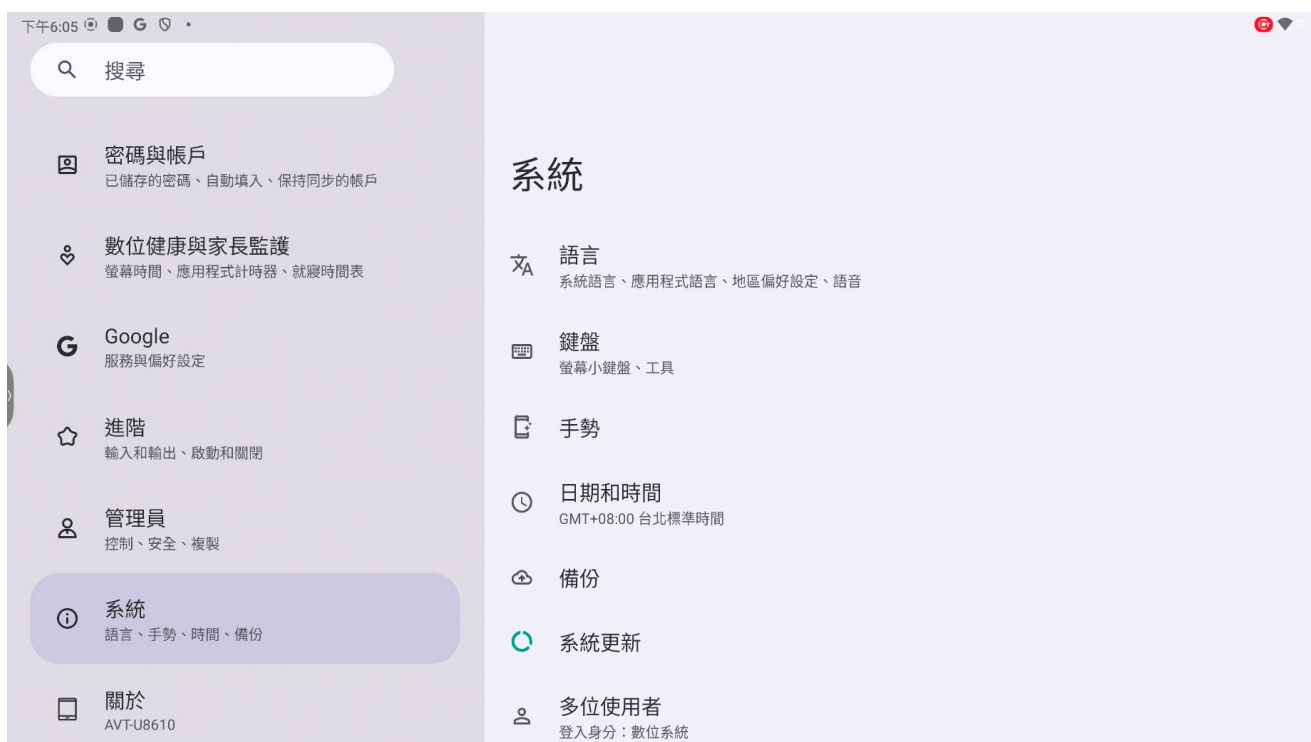 下午6:05
搜尋
密碼與帳戶
已儲存的密碼、自動填入、保持同步的帳戶
數位健康與家長監護
螢幕時間、應用程式計時器、就寢時間表
Google
服務與偏好設定
進階
輸入和輸出、啟動和關閉
管理員
控制、安全、複製
系統
語言、手勢、時間、備份
關於
AVT-U8610
系統
語言
系統語言、應用程式語言、地區偏好設定、語音
鍵盤
螢幕小鍵盤、工具
手勢
日期和時間
GMT+08:00 台北標準時間
備份
系統更新
多位使用者
登入身分：數位系統